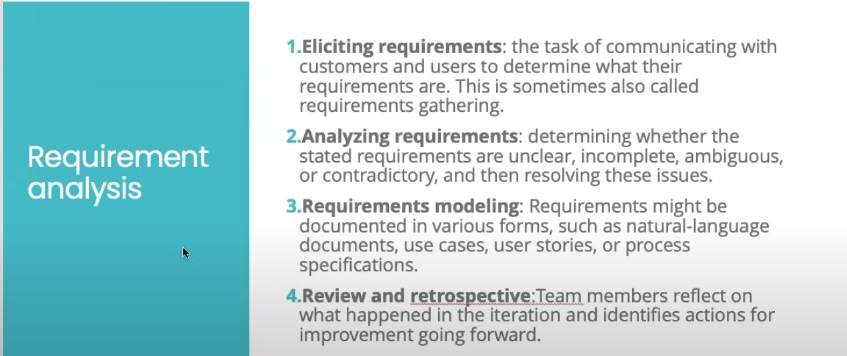 Requirement
analysis
1.Eliciting requirements: the task of communicating with
customers and users to determine what their
requirements are. This is sometimes also called
requirements gathering.
2.Analyzing requirements: determining whether the
stated requirements are unclear, incomplete, ambiguous,
or contradictory, and then resolving these issues.
3.Requirements modeling: Requirements might be
documented in various forms, such as natural-language
documents, use cases, user stories, or process
specifications.
4.Review and retrospective:Team members reflect on
what happened in the iteration and identifies actions for
improvement going forward.